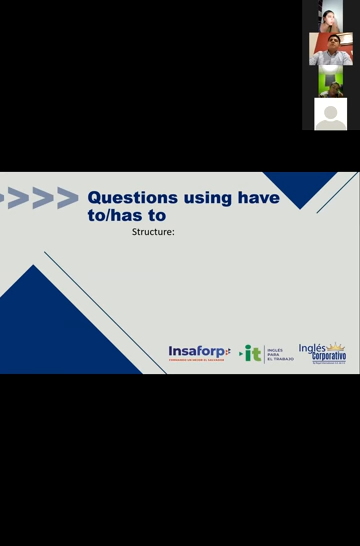 Questions using have
to/has to
Structure:
Insaforp
it
INGLÉS
PARA
EL TRABAJO
Inglés
Corporativo